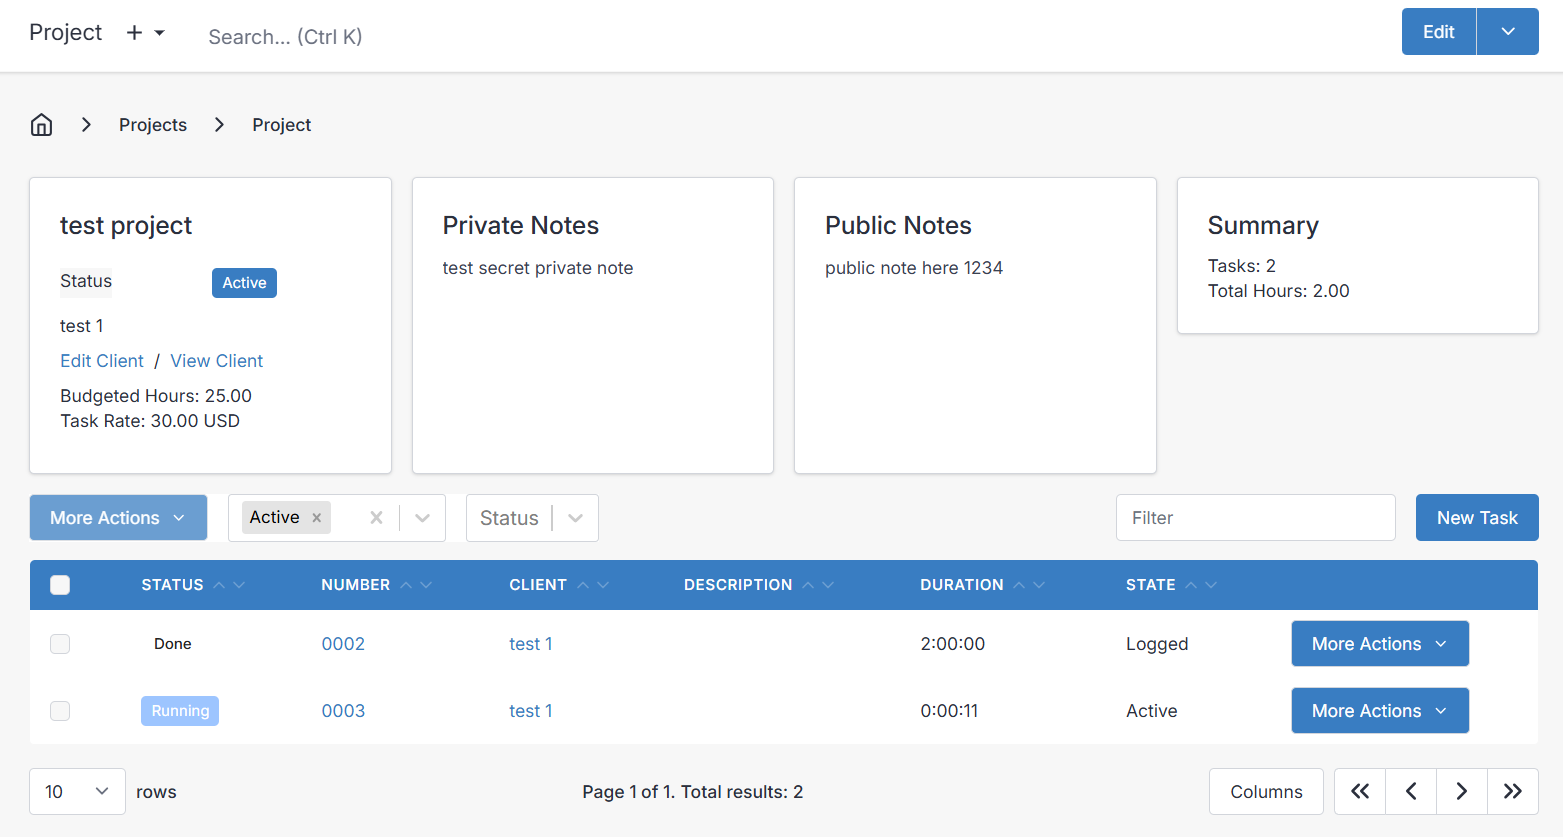 Project
Search... (Ctrl K)
Edit
Projects
Project
test project
Status
Active
test 1
Edit Client / View Client
Budgeted Hours: 25.00
Task Rate: 30.00 USD
Private Notes
test secret private note
Public Notes
public note here 1234
Summary
Tasks: 2
Total Hours: 2.00
More Actions
Active
Status
Filter
New Task
STATUS NUMBER CLIENT DESCRIPTION DURATION STATE
Done 0002 test 1 2:00:00 Logged More Actions
Running 0003 test 1 0:00:11 Active More Actions
10 rows
Page 1 of 1. Total results: 2
Columns